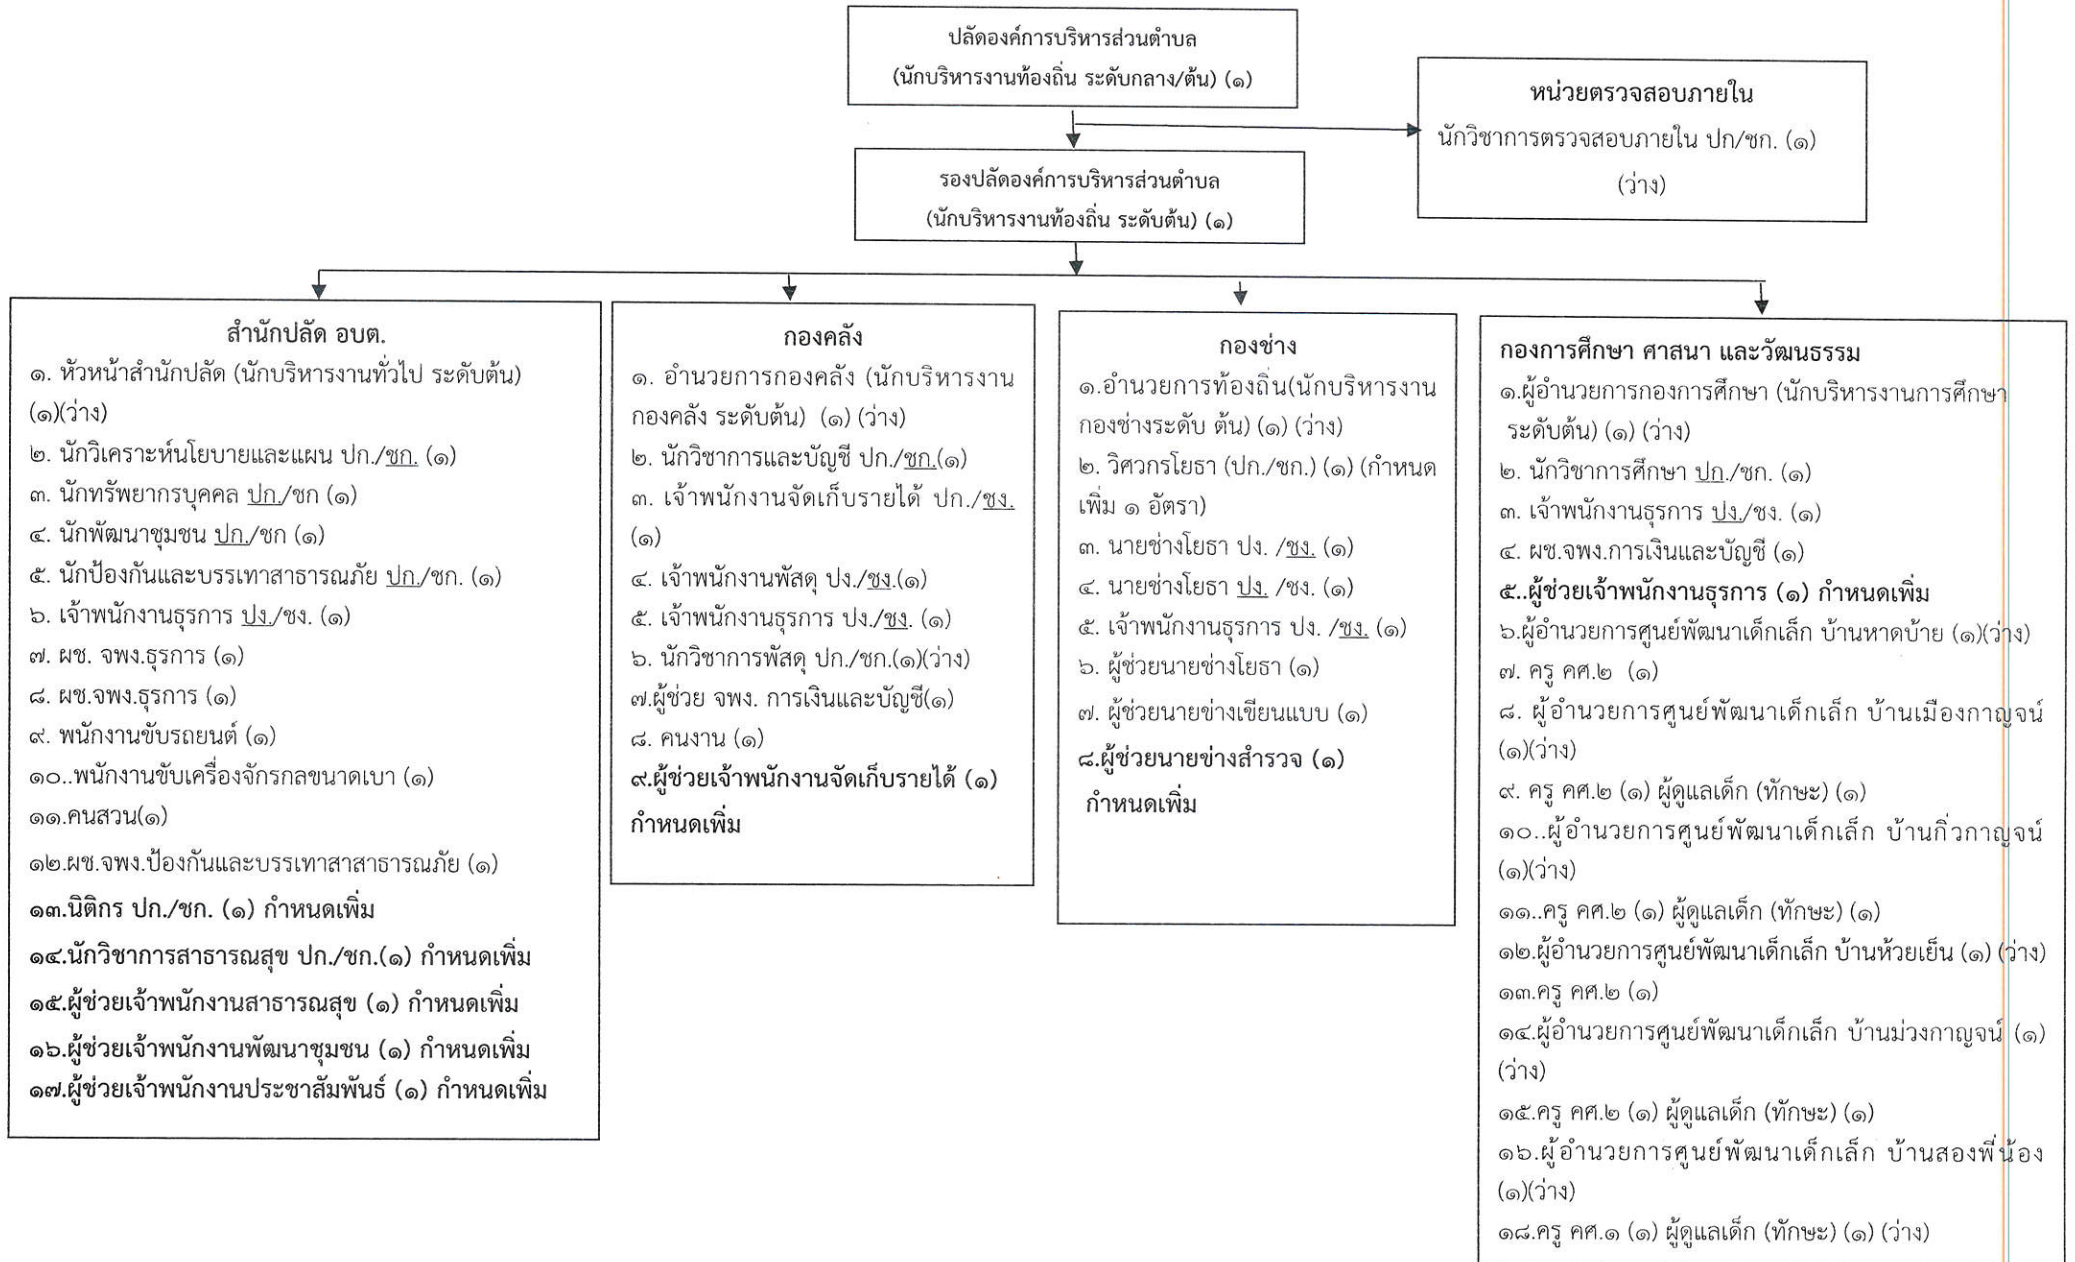 ปลัดองค์การบริหารส่วนตำบล
(นักบริหารงานท้องถิ่น ระดับกลาง/ต้น) (๑)
หน่วยตรวจสอบภายใน
นักวิชาการตรวจสอบภายใน ปก/ชก. (๑)
(ว่าง)
รองปลัดองค์การบริหารส่วนตำบล
(นักบริหารงานท้องถิ่น ระดับต้น) (๑)
สำนักปลัด อบต.
๑. หัวหน้าสำนักปลัด (นักบริหารงานทั่วไป ระดับต้น)
(๑)(ว่าง)
๒. นักวิเคราะห์นโยบายและแผน ปก./ชก. (๑)
๓. นักทรัพยากรบุคคล ปก./ชก (๑)
๔. นักพัฒนาชุมชน ปก./ชก (๑)
๕. นักป้องกันและบรรเทาสาธารณภัย ปก./ชก. (๑)
๖. เจ้าพนักงานธุรการ ปง./ชง. (๑)
๗. ผช. จพง.ธุรการ (๑)
๘. ผช.จพง.ธุรการ (๑)
๙. พนักงานขับรถยนต์ (๑)
๑๐..พนักงานขับเครื่องจักรกลขนาดเบา (๑)
๑๑.คนสวน(๑)
๑๒.ผช.จพง.ป้องกันและบรรเทาสาสาธารณภัย (๑)
๑๓.นิติกร ปก./ชก. (๑) กำหนดเพิ่ม
๑๔.นักวิชาการสาธารณสุข ปก./ชก.(๑) กำหนดเพิ่ม
๑๕.ผู้ช่วยเจ้าพนักงานสาธารณสุข (๑) กำหนดเพิ่ม
๑๖.ผู้ช่วยเจ้าพนักงานพัฒนาชุมชน (๑) กำหนดเพิ่ม
๑๗.ผู้ช่วยเจ้าพนักงานประชาสัมพันธ์ (๑) กำหนดเพิ่ม
กองคลัง
๑. อำนวยการกองคลัง (นักบริหารงาน
กองคลัง ระดับต้น) (๑) (ว่าง)
๒. นักวิชาการและบัญชี ปก./ชก.(๑)
๓. เจ้าพนักงานจัดเก็บรายได้ ปก./ชง.
(๑)
๔. เจ้าพนักงานพัสดุ ปง./ชง.(๑)
๕. เจ้าพนักงานธุรการ ปง./ชง. (๑)
๖. นักวิชาการพัสดุ ปก./ชก.(๑)(ว่าง)
๗.ผู้ช่วย จพง. การเงินและบัญชี(๑)
๘. คนงาน (๑)
๙.ผู้ช่วยเจ้าพนักงานจัดเก็บรายได้ (๑)
กำหนดเพิ่ม
กองช่าง
๑.อำนวยการท้องถิ่น(นักบริหารงาน
กองช่างระดับ ต้น) (๑) (ว่าง)
๒. วิศวกรโยธา (ปก./ชก.) (๑) (กำหนด
เพิ่ม ๑ อัตรา)
๓. นายช่างโยธา ปง. /ชง. (๑)
๔. นายช่างโยธา ปง. /ชง. (๑)
๕. เจ้าพนักงานธุรการ ปง. /ชง. (๑)
๖. ผู้ช่วยนายช่างโยธา (๑)
๗. ผู้ช่วยนายข่างเขียนแบบ (๑)
๘.ผู้ช่วยนายข่างสำรวจ (๑)
กำหนดเพิ่ม
กองการศึกษา ศาสนา และวัฒนธรรม
๑.ผู้อำนวยการกองการศึกษา (นักบริหารงานการศึกษา
ระดับต้น) (๑) (ว่าง)
๒. นักวิชาการศึกษา ปก./ชก. (๑)
๓. เจ้าพนักงานธุรการ ปง./ชง. (๑)
๔. ผช.จพง.การเงินและบัญชี (๑)
๕..ผู้ช่วยเจ้าพนักงานธุรการ (๑) กำหนดเพิ่ม
๖.ผู้อำนวยการศูนย์พัฒนาเด็กเล็ก บ้านหาดบ้าย (๑)(ว่าง)
๗. ครู คศ.๒ (๑)
๘. ผู้อำนวยการศูนย์พัฒนาเด็กเล็ก บ้านเมืองกาญจน์
(๑)(ว่าง)
๙. ครู คศ.๒ (๑) ผู้ดูแลเด็ก (ทักษะ) (๑)
๑๐..ผู้อำนวยการศูนย์พัฒนาเด็กเล็ก บ้านกิ่วกาญจน์
(๑)(ว่าง)
๑๑..ครู คศ.๒ (๑) ผู้ดูแลเด็ก (ทักษะ) (๑)
๑๒.ผู้อำนวยการศูนย์พัฒนาเด็กเล็ก บ้านห้วยเย็น (๑) (ว่าง)
๑๓.ครู คศ.๒ (๑)
๑๔.ผู้อำนวยการศูนย์พัฒนาเด็กเล็ก บ้านม่วงกาญจน์ (๑)
(ว่าง)
๑๕.ครู คศ.๒ (๑) ผู้ดูแลเด็ก (ทักษะ) (๑)
๑๖.ผู้อำนวยการศูนย์พัฒนาเด็กเล็ก บ้านสองพี่น้อง
(๑)(ว่าง)
๑๘.ครู คศ.๑ (๑) ผู้ดูแลเด็ก (ทักษะ) (๑) (ว่าง)